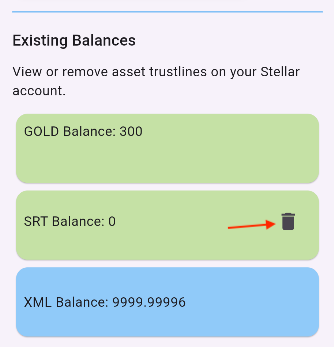 Existing Balances
View or remove asset trustlines on your Stellar
account.
GOLD Balance: 300
SRT Balance: 0
XML Balance: 9999.99996